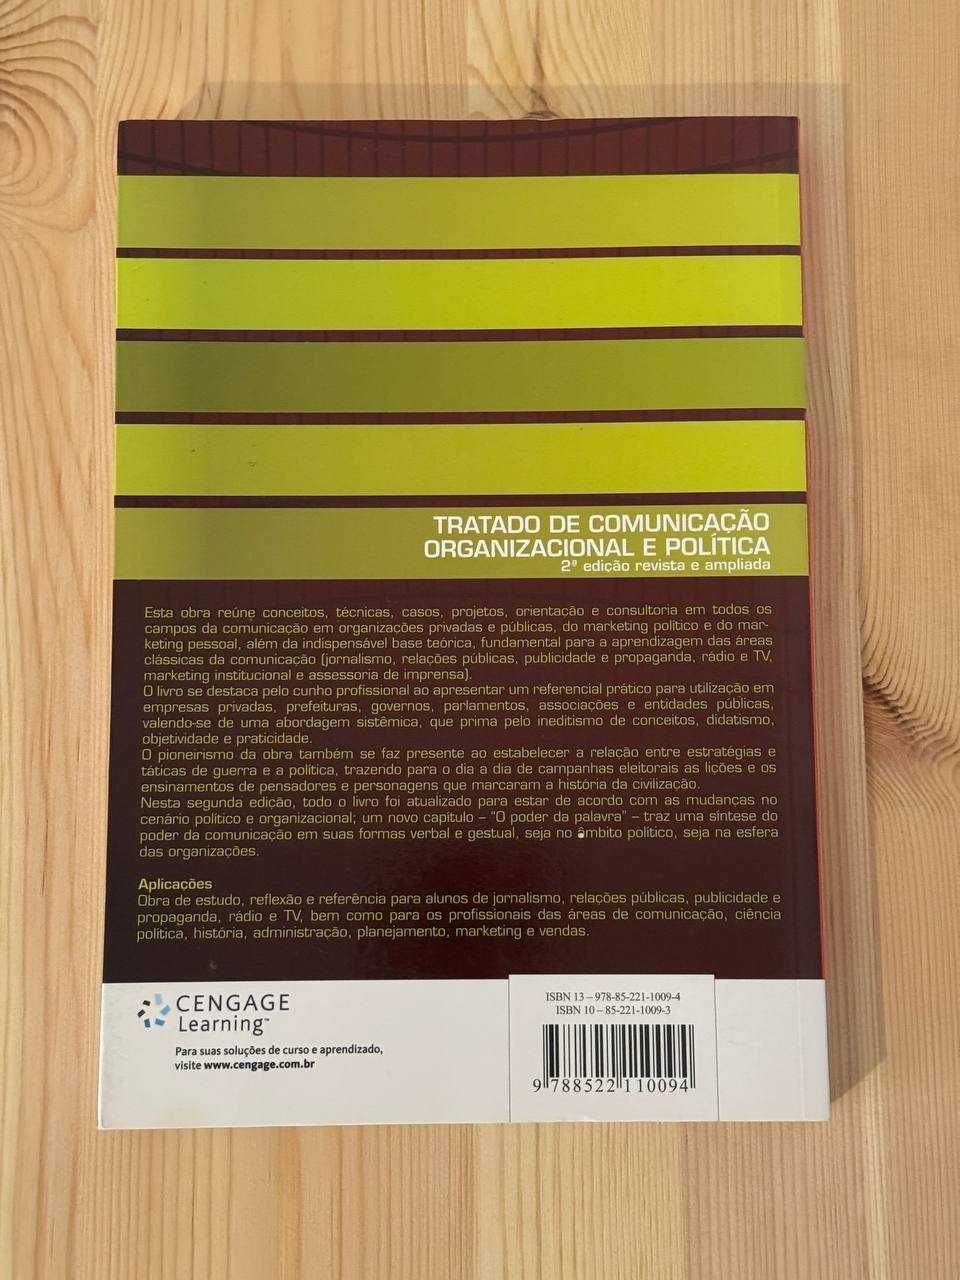 TRATADO DE COMUNICAÇÃO
ORGANIZACIONAL E POLÍTICA
2ª edição revista e ampliada
Esta obra reúne conceitos, técnicas, casos, projetos, orientação e consultoria em todos os
campos da comunicação em organizações privadas e públicas, do marketing político e do mar-
keting pessoal, além da indispensável base teórica, fundamental para a aprendizagem das áreas
clássicas da comunicação (jornalismo, relações públicas, publicidade e propaganda, rádio e TV,
marketing institucional e assessoria de imprensa).
O livro se destaca pelo cunho profissional ao apresentar um referencial prático para utilização em
empresas privadas, prefeituras, governos, parlamentos, associações e entidades públicas,
valendo-se de uma abordagem sistêmica, que prima pelo ineditismo de conceitos, didatismo,
objetividade e praticidade.
O pioneirismo da obra também se faz presente ao estabelecer a relação entre estratégias e
táticas de guerra e a política, trazendo para o dia a dia de campanhas eleitorais as lições e os
ensinamentos de pensadores e personagens que marcaram a história da civilização.
Nesta segunda edição, todo o livro foi atualizado para estar de acordo com as mudanças no
cenário político e organizacional; um novo capítulo – "O poder da palavra" – traz uma síntese do
poder da comunicação em suas formas verbal e gestual, seja no âmbito político, seja na esfera
das organizações.
Aplicações
Obra de estudo, reflexão e referência para alunos de jornalismo, relações públicas, publicidade e
propaganda, rádio e TV, bem como para os profissionais das áreas de comunicação, ciência
política, história, administração, planejamento, marketing e vendas.
CENGAGE
Learning™
Para suas soluções de curso e aprendizado,
visite www.cengage.com.br
ISBN 13 – 978-85-221-1009-4
ISBN 10 – 85-221-1009-3
9 788522 110094